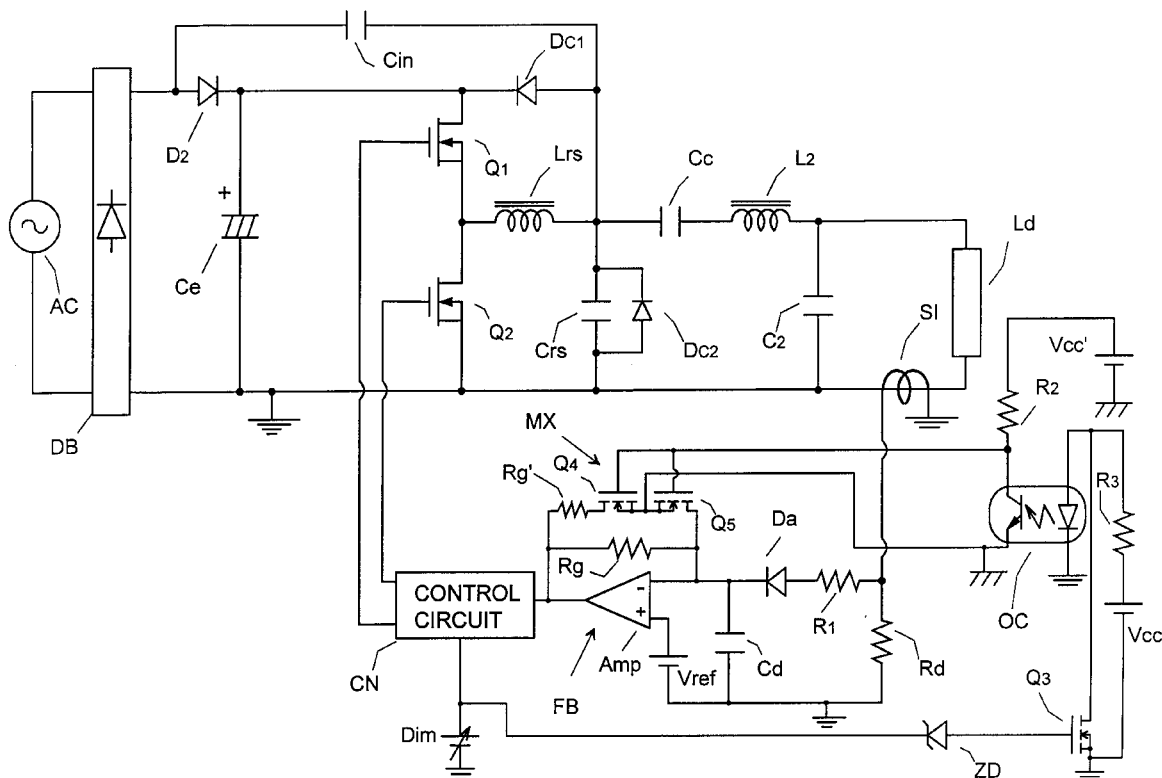 Cin
Dc1
D2
Q1
Lrs
Cc
L2
Ld
+
Ce
AC
Q2
Crs
Dc2
C2
SI
Vcc'
R2
DB
MX
Rg'
Q4
Q5
R3
Da
Rg
CONTROL
CIRCUIT
-
+
R1
OC
Vcc
CN
Amp
Vref
Cd
Rd
FB
Q3
Dim
ZD